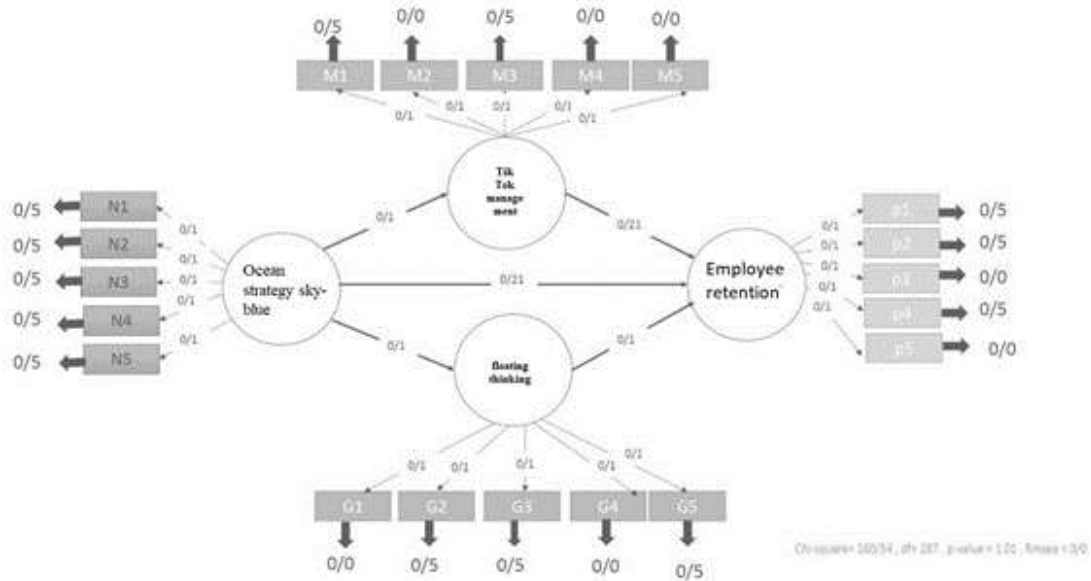 0/5 0/0 0/5 0/0 0/0
M1 M2 M3 M4 M5
0/1 0/1 0/1 0/1 0/1
Tik
Tok
manage
ment
0/1
0/21
0/5 N1 0/1
0/5 N2 0/1
0/5 N3 0/1
0/5 N4 0/1
0/5 N5 0/1
Ocean
strategy sky-
blue
0/21
Employee
retention
0/1 p1 0/5
0/1 p2 0/5
0/1 p3 0/0
0/1 p4 0/5
0/1 p5 0/0
0/1
0/1
floating
thinking
0/1 0/1 0/1 0/1 0/1
G1 G2 G3 G4 G5
0/0 0/5 0/5 0/0 0/5
Chi-square= p-value = 1.00 , Rmsea = 0/0